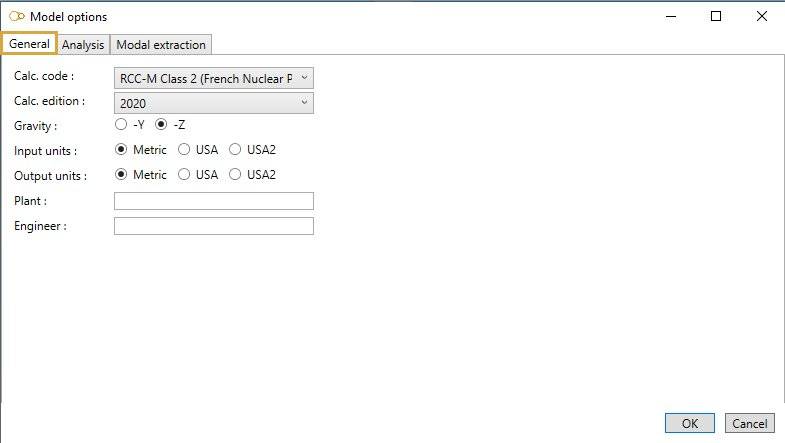 Model options
General Analysis Modal extraction
Calc. code : RCC-M Class 2 (French Nuclear P
Calc. edition : 2020
Gravity : -Y -Z
Input units : Metric USA USA2
Output units : Metric USA USA2
Plant :
Engineer :
OK Cancel